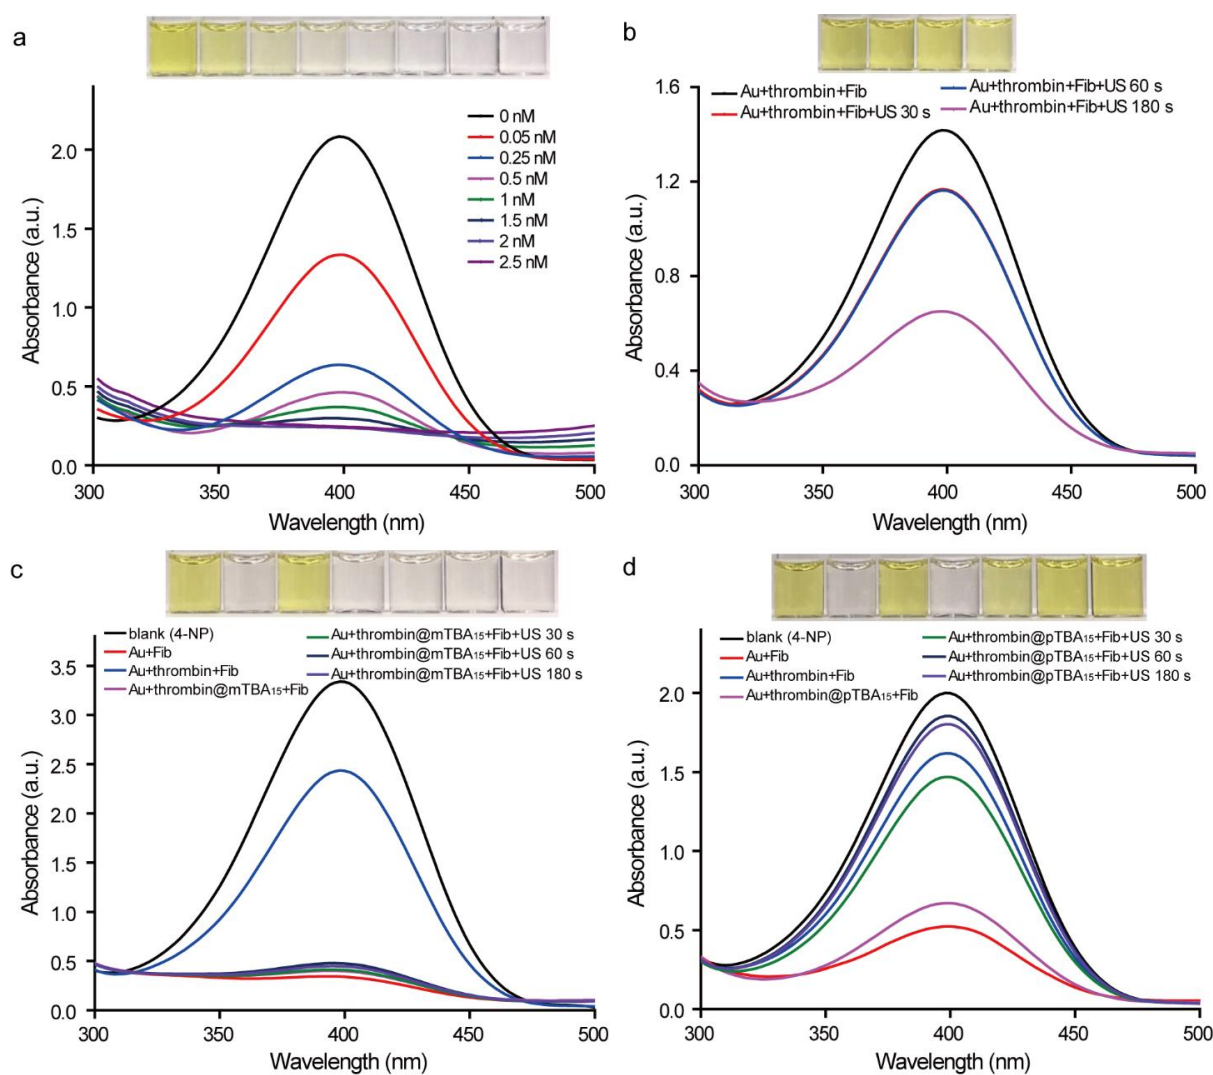 a
2.0
1.5
1.0
0.5
0.0
Absorbance (a.u.)
0 nM
0.05 nM
0.25 nM
0.5 nM
1 nM
1.5 nM
2 nM
2.5 nM
300 350 400 450 500
Wavelength (nm)
b
Au+thrombin+Fib
Au+thrombin+Fib+US 30 s
Au+thrombin+Fib+US 60 s
Au+thrombin+Fib+US 180 s
1.6
1.2
0.8
0.4
0.0
Absorbance (a.u.)
300 350 400 450 500
Wavelength (nm)
c
blank (4-NP)
Au+Fib
Au+thrombin+Fib
Au+thrombin@mTBA₁₅+Fib
Au+thrombin@mTBA₁₅+Fib+US 30 s
Au+thrombin@mTBA₁₅+Fib+US 60 s
Au+thrombin@mTBA₁₅+Fib+US 180 s
3.5
3.0
2.5
2.0
1.5
1.0
0.5
0.0
Absorbance (a.u.)
300 350 400 450 500
Wavelength (nm)
d
blank (4-NP)
Au+Fib
Au+thrombin+Fib
Au+thrombin@pTBA₁₅+Fib
Au+thrombin@pTBA₁₅+Fib+US 30 s
Au+thrombin@pTBA₁₅+Fib+US 60 s
Au+thrombin@pTBA₁₅+Fib+US 180 s
2.0
1.5
1.0
0.5
0.0
Absorbance (a.u.)
300 350 400 450 500
Wavelength (nm)